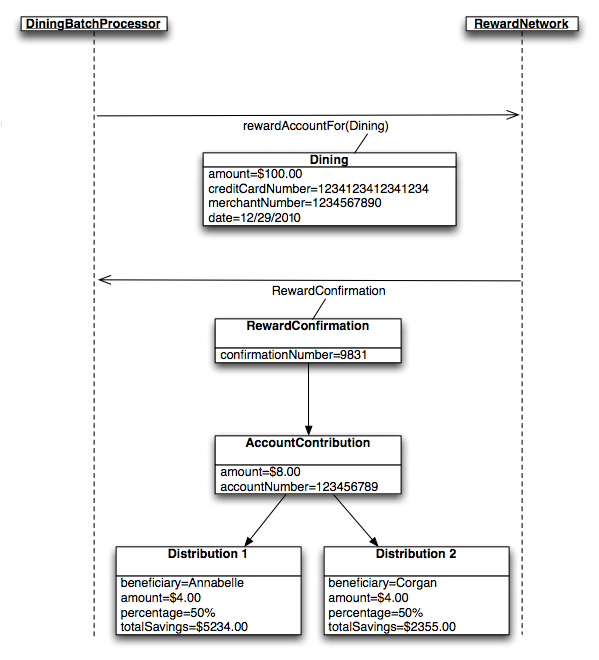 DiningBatchProcessor
RewardNetwork
rewardAccountFor(Dining)
Dining
amount=$100.00
creditCardNumber=1234123412341234
merchantNumber=1234567890
date=12/29/2010
RewardConfirmation
RewardConfirmation
confirmationNumber=9831
AccountContribution
amount=$8.00
accountNumber=123456789
Distribution 1
beneficiary=Annabelle
amount=$4.00
percentage=50%
totalSavings=$5234.00
Distribution 2
beneficiary=Corgan
amount=$4.00
percentage=50%
totalSavings=$2355.00